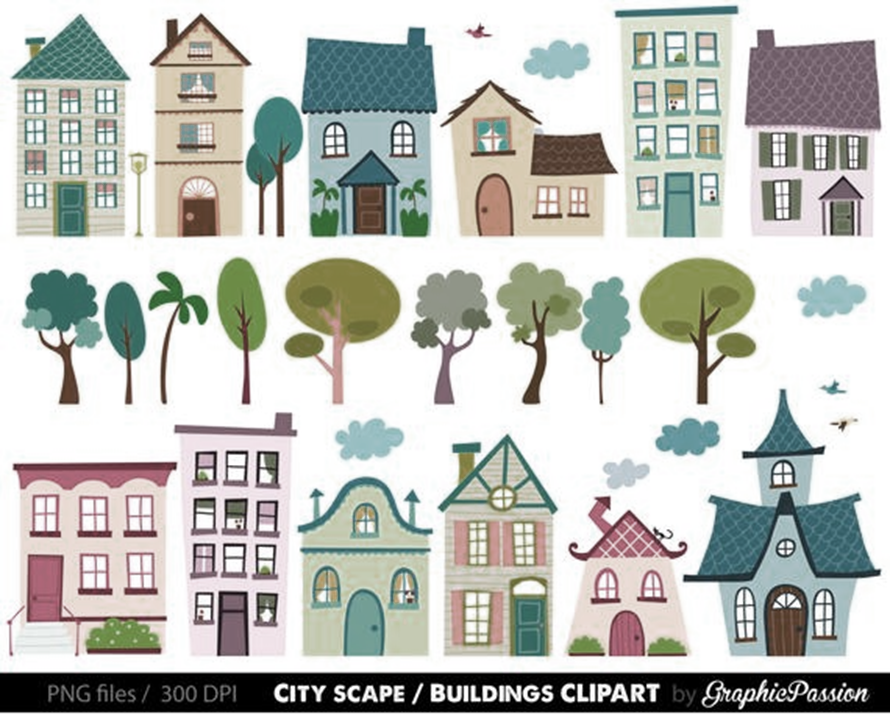 PNG files / 300 DPI CITY SCAPE / BUILDINGS CLIPART by GraphicPassion